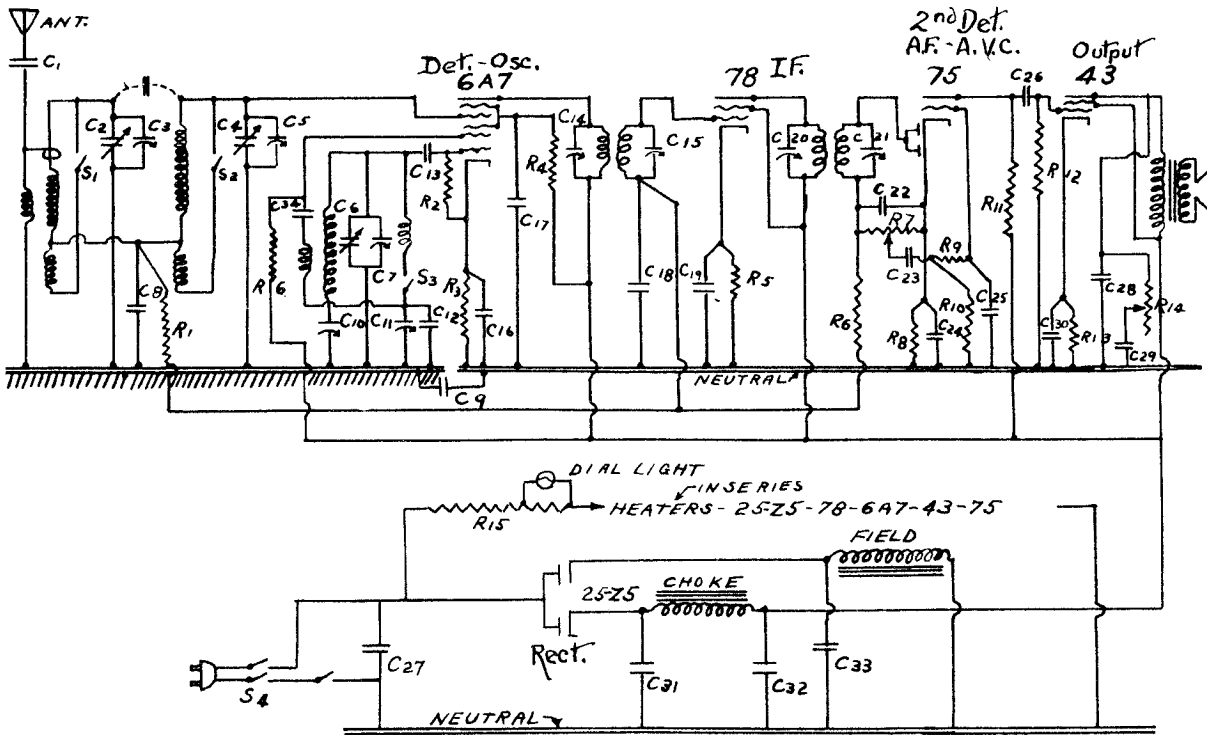 ANT.
C1
Det.-Osc.
6A7
78 I.F.
2nd Det.
A.F.-A.V.C.
75
Output
43
C26
C2
C3
C4
C5
S1
S2
C13
R2
R4
C14
C15
C20
C21
C22
R7
C23
R9
R11
R12
C34
C6
C7
S3
C17
C8
R1
R6
C10
C11
C12
R3
C16
C18
C19
R5
R6
R8
C24
R10
C25
C30
R13
C28
R14
C29
C9
NEUTRAL
DIAL LIGHT
IN SERIES
R15
HEATERS - 25-Z5-78-6A7-43-75
FIELD
25-Z5
CHOKE
Rect.
C27
C31
C32
C33
S4
NEUTRAL